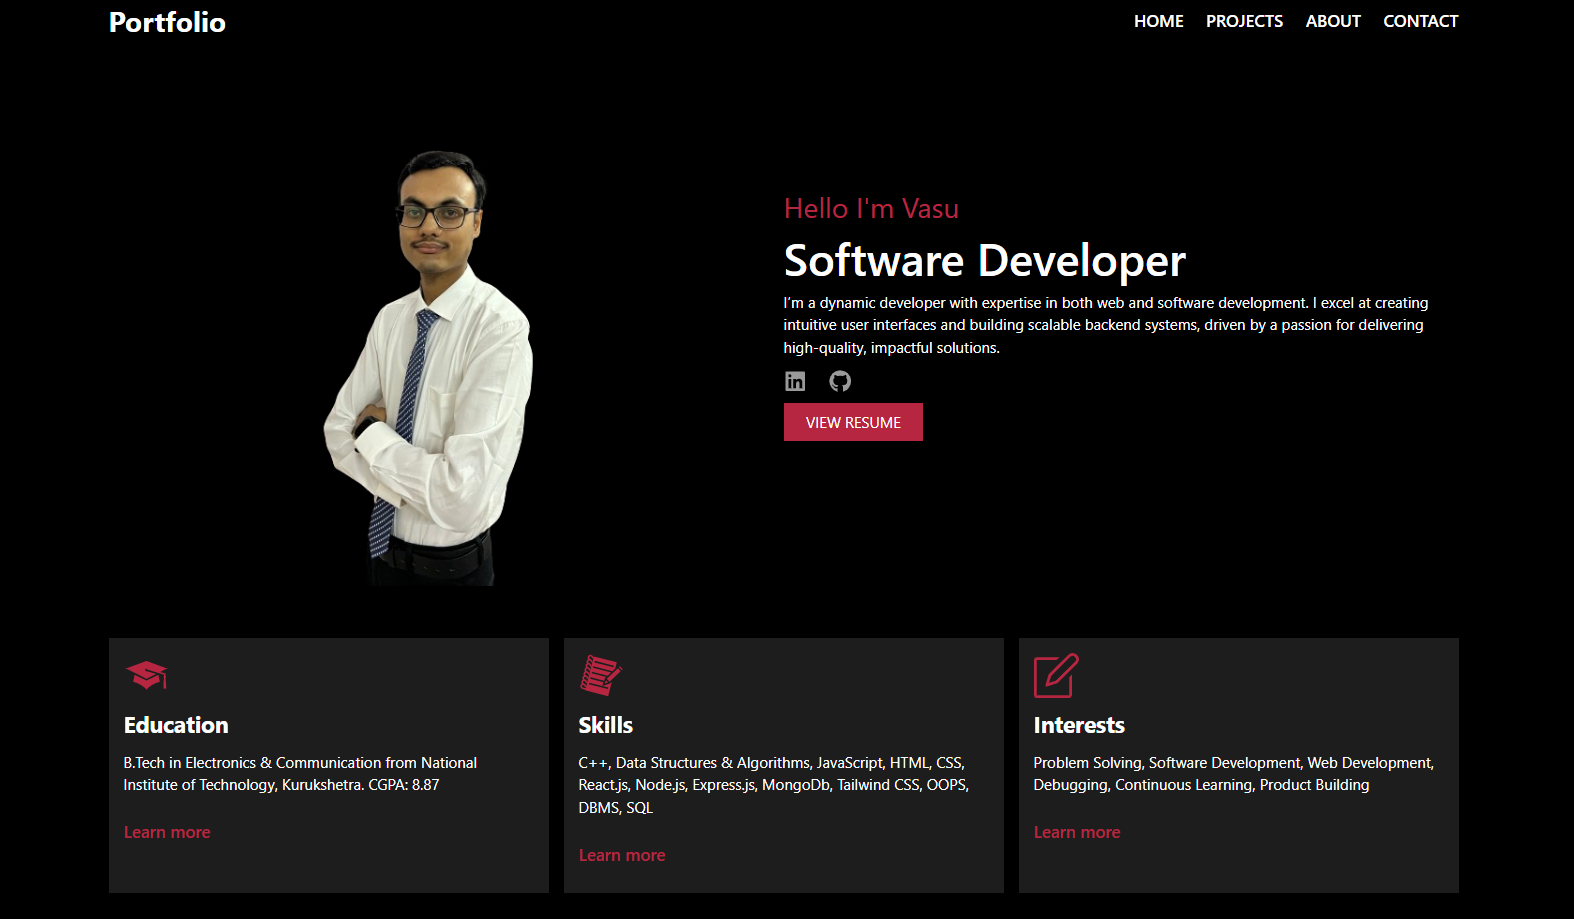 Portfolio
HOME PROJECTS ABOUT CONTACT
Hello I'm Vasu
Software Developer
I’m a dynamic developer with expertise in both web and software development. I excel at creating
intuitive user interfaces and building scalable backend systems, driven by a passion for delivering
high-quality, impactful solutions.
in
VIEW RESUME
Education
B.Tech in Electronics & Communication from National
Institute of Technology, Kurukshetra. CGPA: 8.87
Learn more
Skills
C++, Data Structures & Algorithms, JavaScript, HTML, CSS,
React.js, Node.js, Express.js, MongoDb, Tailwind CSS, OOPS,
DBMS, SQL
Learn more
Interests
Problem Solving, Software Development, Web Development,
Debugging, Continuous Learning, Product Building
Learn more